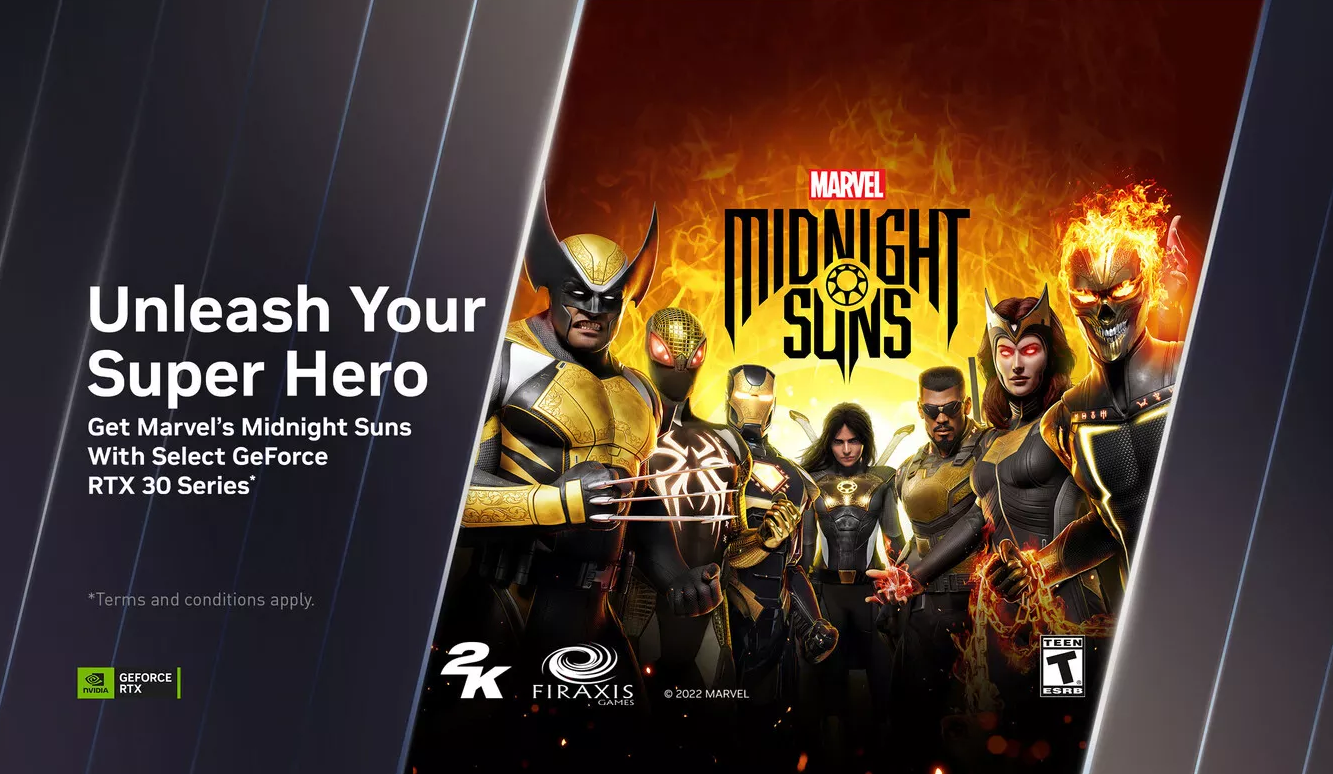 Unleash Your
Super Hero
Get Marvel's Midnight Suns
With Select GeForce
RTX 30 Series*
*Terms and conditions apply.
NVIDIA
GEFORCE
RTX
MARVEL
MIDNIGHT
SUNS
2K
FIRAXIS
GAMES
© 2022 MARVEL
TEEN
T
ESRB